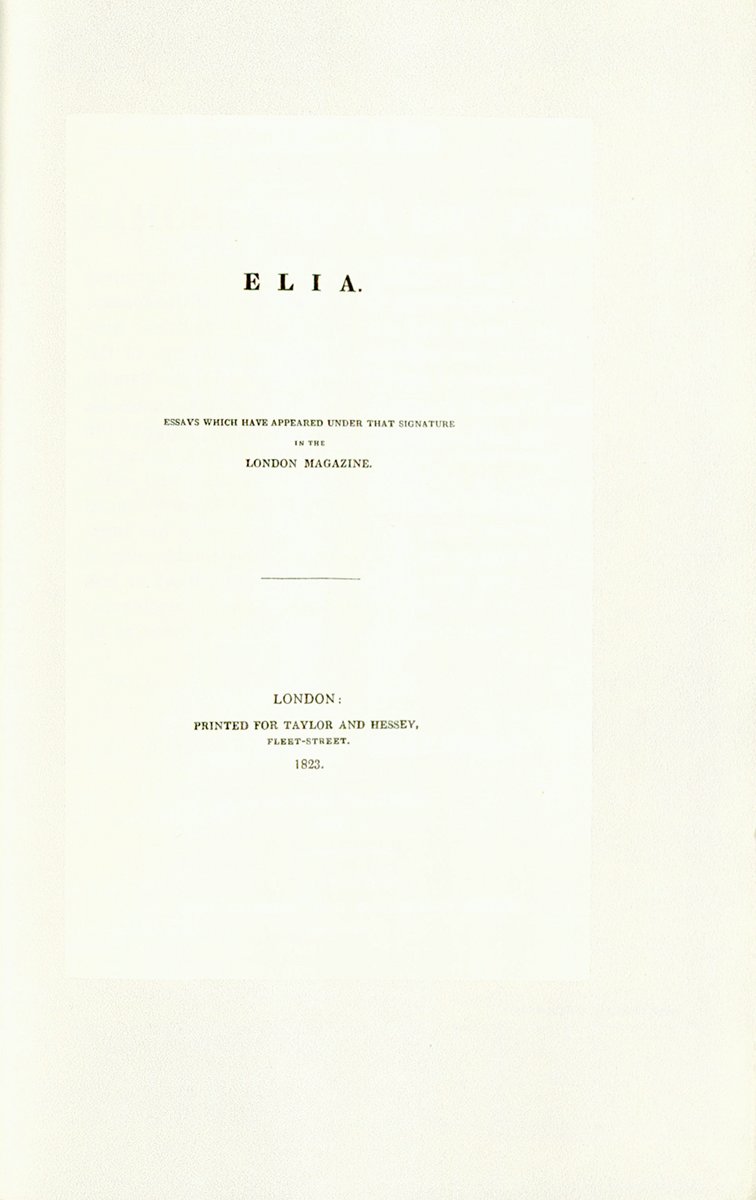 ELIA.
ESSAYS WHICH HAVE APPEARED UNDER THAT SIGNATURE
IN THE
LONDON MAGAZINE.
LONDON:
PRINTED FOR TAYLOR AND HESSEY,
FLEET-STREET.
1823.